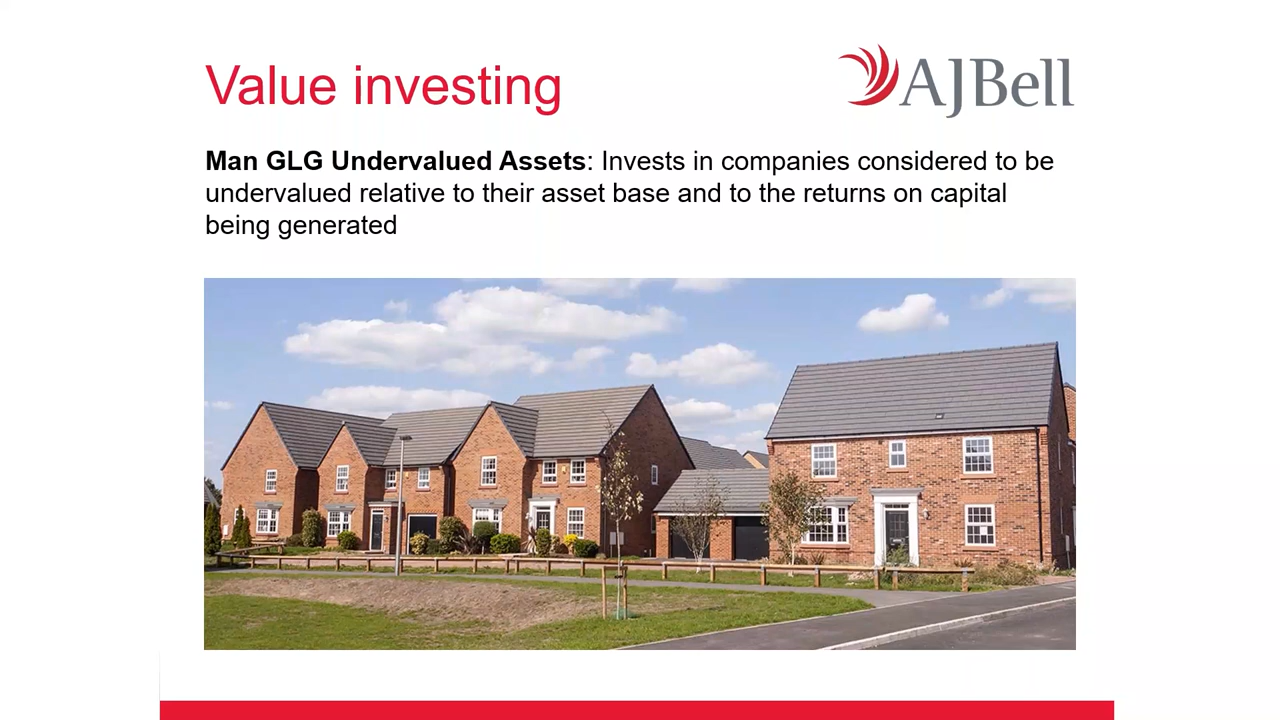 Value investing
AJBell
Man GLG Undervalued Assets: Invests in companies considered to be
undervalued relative to their asset base and to the returns on capital
being generated